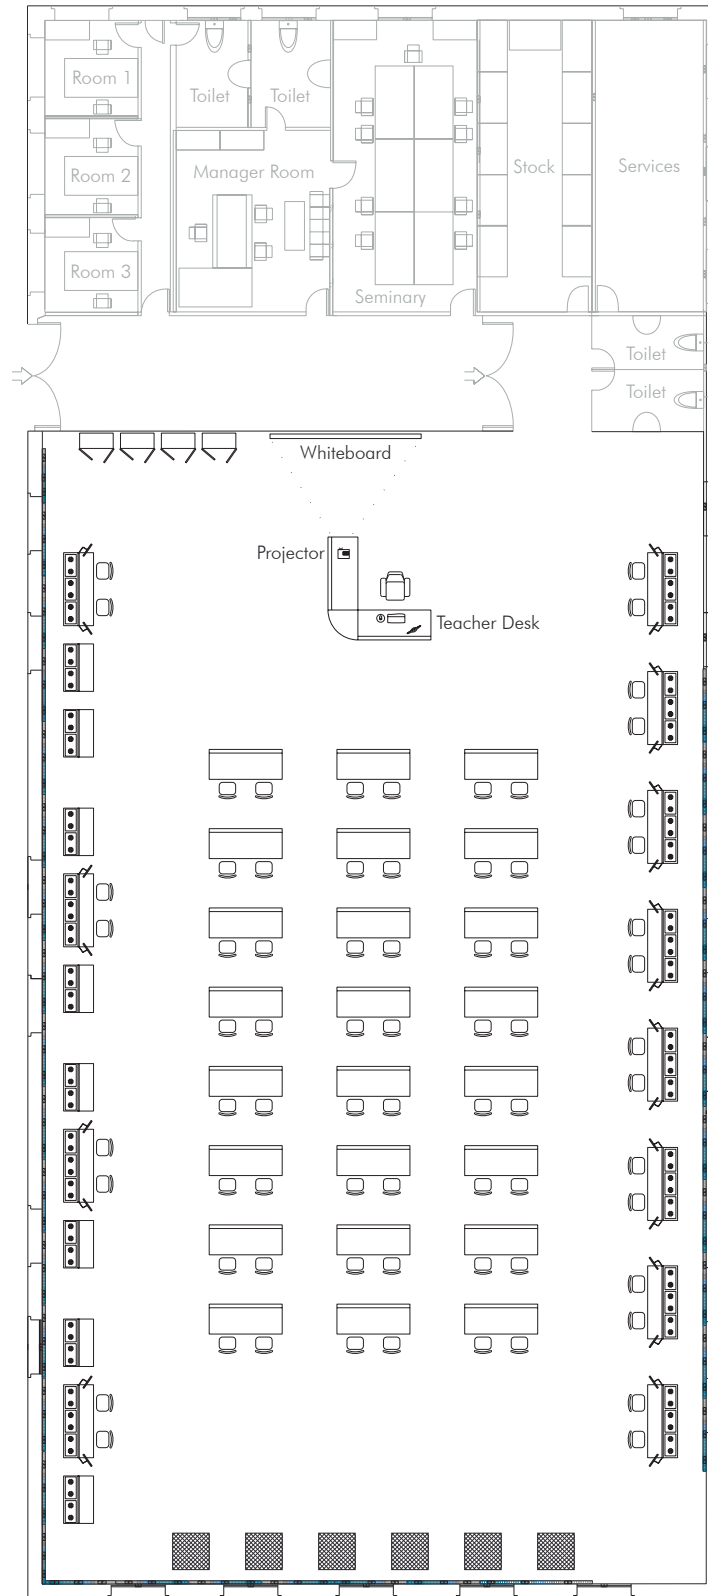 Room 1
Toilet
Toilet
Room 2
Manager Room
Stock
Services
Room 3
Seminary
Toilet
Toilet
Whiteboard
Projector
Teacher Desk